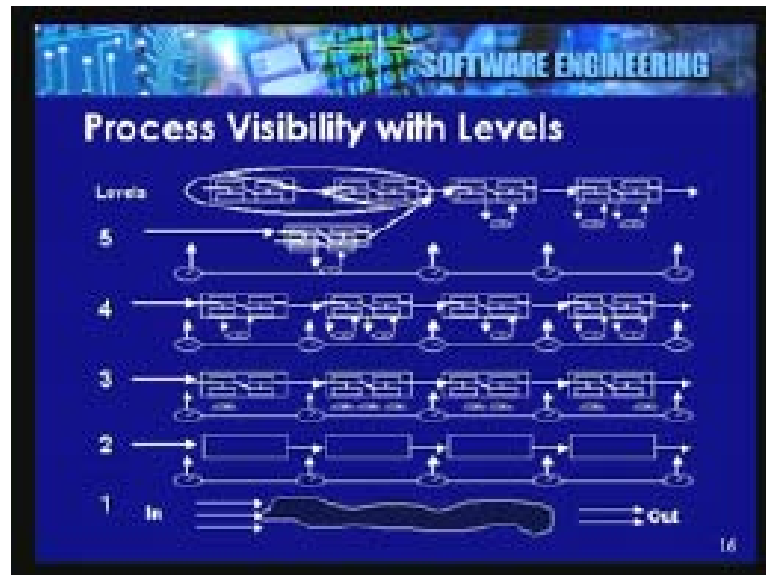 SOFTWARE ENGINEERING
Process Visibility with Levels
Levels
5
4
3
2
1
In
Out
16